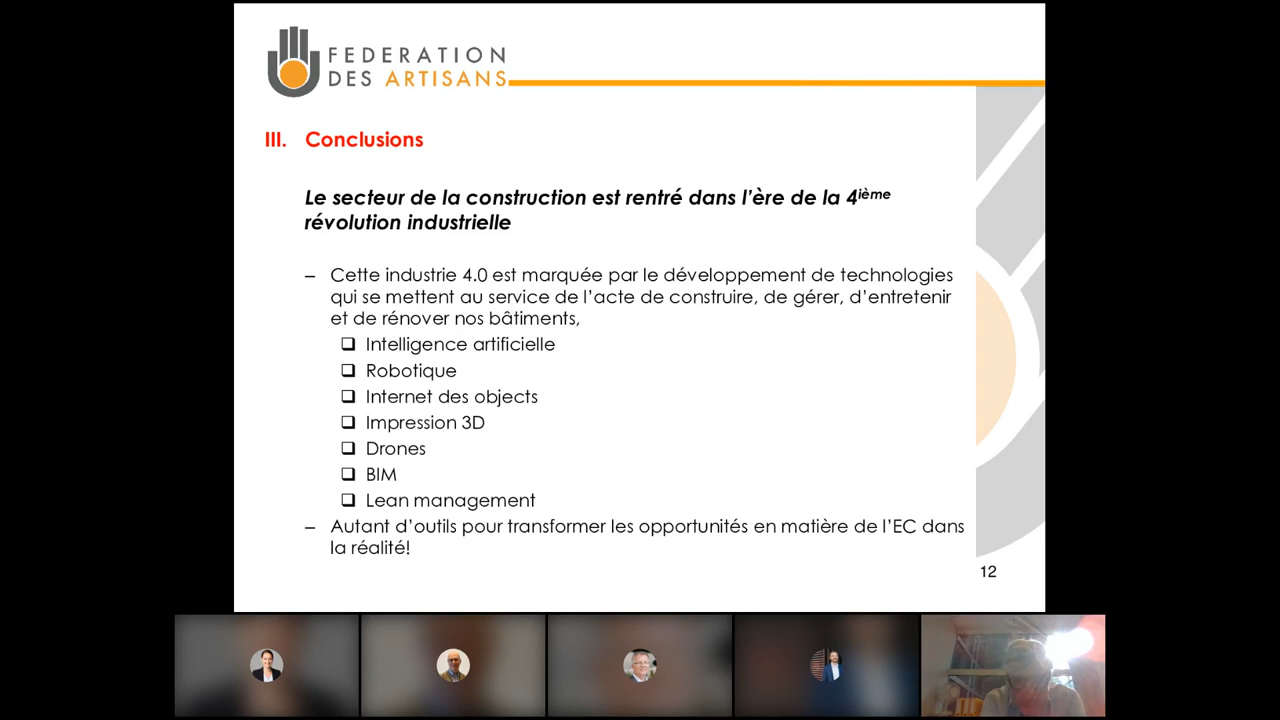 FEDERATION
DES ARTISANS
III. Conclusions
Le secteur de la construction est rentré dans l’ère de la 4ième
révolution industrielle
– Cette industrie 4.0 est marquée par le développement de technologies
qui se mettent au service de l’acte de construire, de gérer, d’entretenir
et de rénover nos bâtiments,
❑ Intelligence artificielle
❑ Robotique
❑ Internet des objects
❑ Impression 3D
❑ Drones
❑ BIM
❑ Lean management
– Autant d’outils pour transformer les opportunités en matière de l’EC dans
la réalité!
12